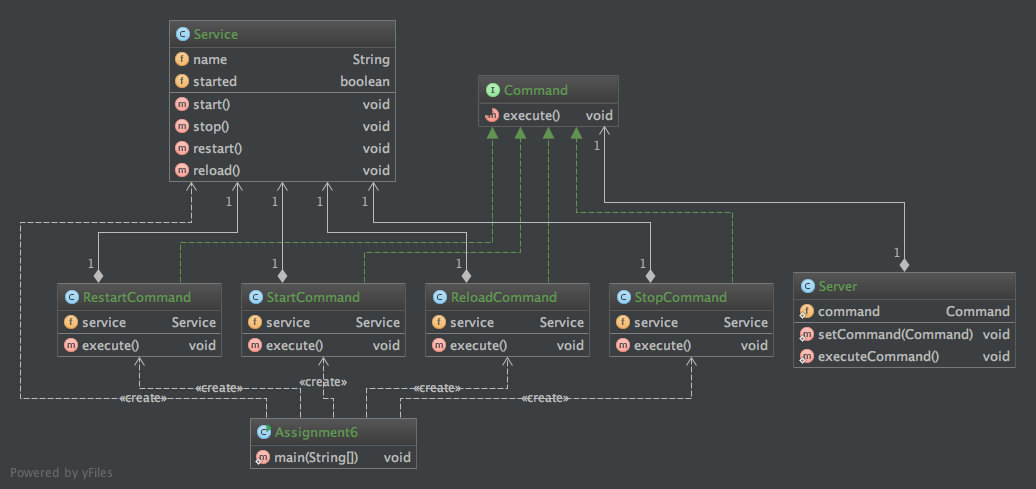 Service
name String
started boolean
start() void
stop() void
restart() void
reload() void
Command
execute() void
1
1
1
1
1
1
1
1
1
1
RestartCommand
service Service
execute() void
StartCommand
service Service
execute() void
ReloadCommand
service Service
execute() void
StopCommand
service Service
execute() void
Server
command Command
setCommand(Command) void
executeCommand() void
«create»
«create»
«create»
«create»
«create»
Assignment6
main(String[]) void
Powered by yFiles